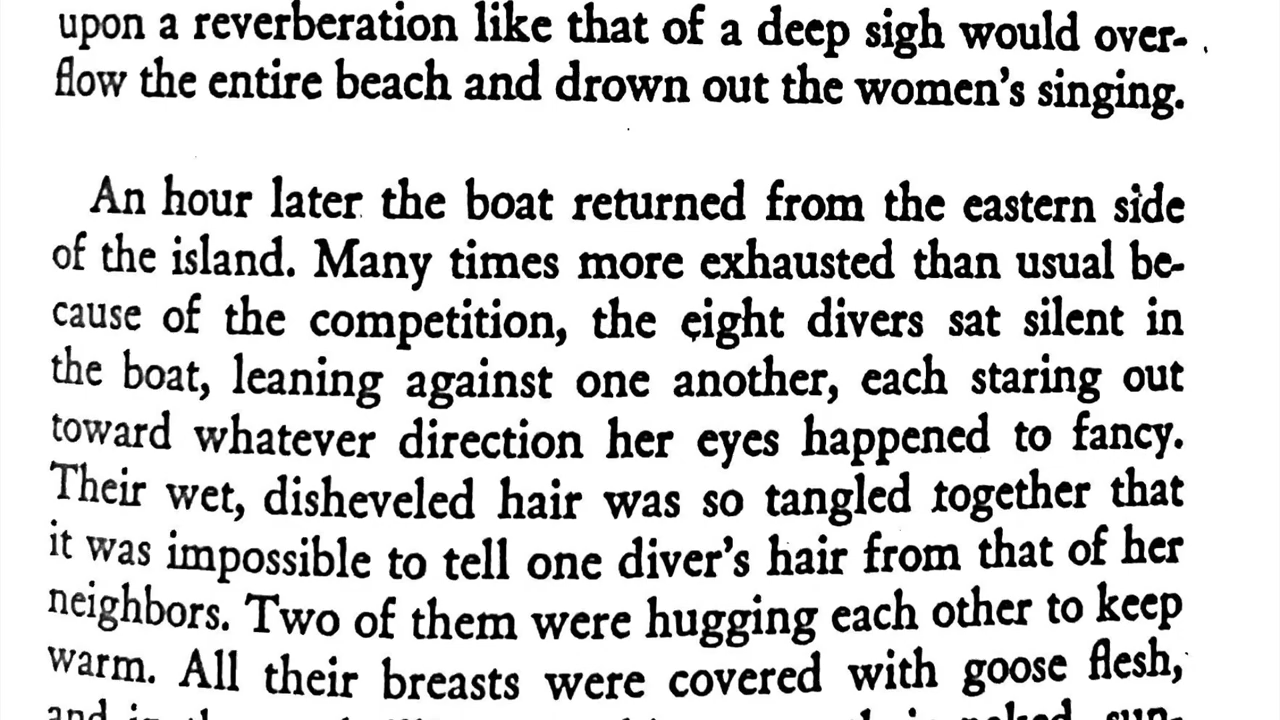 upon a reverberation like that of a deep sigh would over-
flow the entire beach and drown out the women's singing.
An hour later the boat returned from the eastern side
of the island. Many times more exhausted than usual be-
cause of the competition, the eight divers sat silent in
the boat, leaning against one another, each staring out
toward whatever direction her eyes happened to fancy.
Their wet, disheveled hair was so tangled together that
it was impossible to tell one diver's hair from that of her
neighbors. Two of them were hugging each other to keep
warm. All their breasts were covered with goose flesh,
and in the naked, sun-